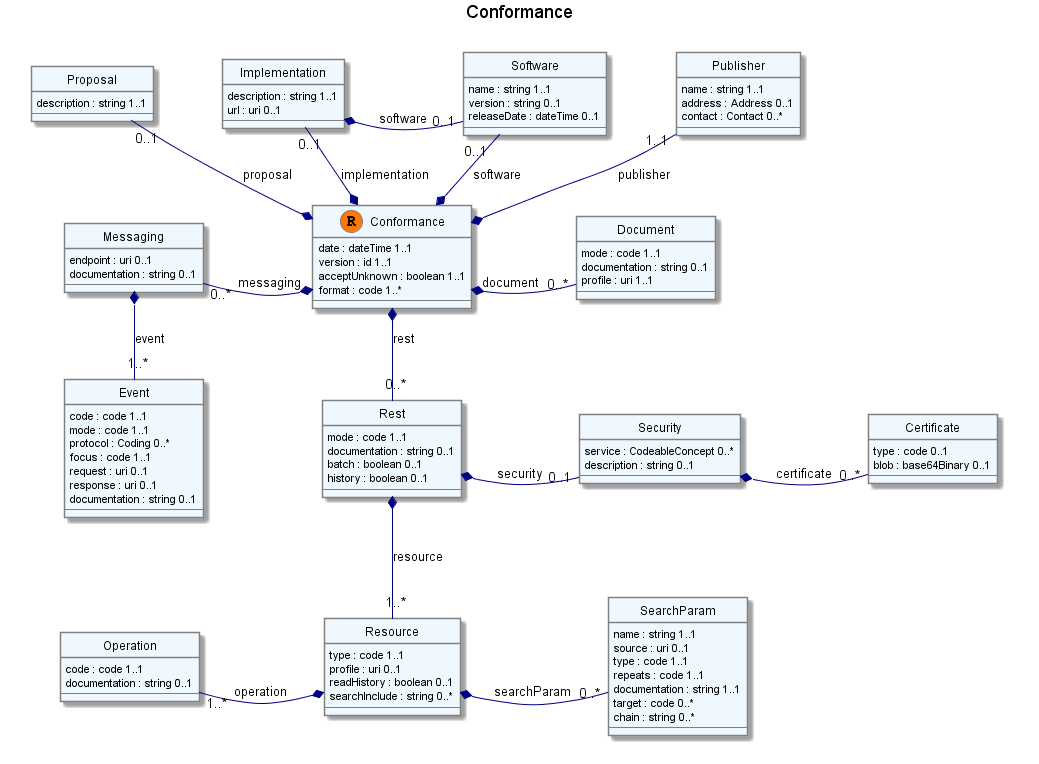 Conformance
Proposal
description : string 1..1
Implementation
description : string 1..1
url : uri 0..1
Software
name : string 1..1
version : string 0..1
releaseDate : dateTime 0..1
Publisher
name : string 1..1
address : Address 0..1
contact : Contact 0..*
software
0..1
0..1
proposal
0..1
implementation
0..1
software
1..1
publisher
Messaging
endpoint : uri 0..1
documentation : string 0..1
R Conformance
date : dateTime 1..1
version : id 1..1
acceptUnknown : boolean 1..1
format : code 1..*
Document
mode : code 1..1
documentation : string 0..1
profile : uri 1..1
messaging
0..*
document
0..*
event
1..*
rest
0..*
Event
code : code 1..1
mode : code 1..1
protocol : Coding 0..*
focus : code 1..1
request : uri 0..1
response : uri 0..1
documentation : string 0..1
Rest
mode : code 1..1
documentation : string 0..1
batch : boolean 0..1
history : boolean 0..1
Security
service : CodeableConcept 0..*
description : string 0..1
Certificate
type : code 0..1
blob : base64Binary 0..1
security
0..1
certificate
0..*
resource
1..*
Operation
code : code 1..1
documentation : string 0..1
Resource
type : code 1..1
profile : uri 0..1
readHistory : boolean 0..1
searchInclude : string 0..*
SearchParam
name : string 1..1
source : uri 0..1
type : code 1..1
repeats : code 1..1
documentation : string 1..1
target : code 0..*
chain : string 0..*
operation
1..*
searchParam
0..*